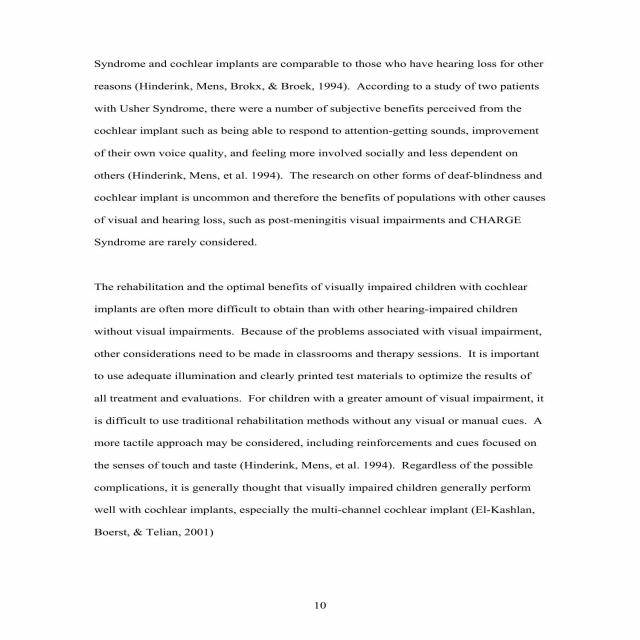 Syndrome and cochlear implants are comparable to those who have hearing loss for other
reasons (Hinderink, Mens, Brokx, & Broek, 1994).  According to a study of two patients
with Usher Syndrome, there were a number of subjective benefits perceived from the
cochlear implant such as being able to respond to attention-getting sounds, improvement
of their own voice quality, and feeling more involved socially and less dependent on
others (Hinderink, Mens, et al. 1994).  The research on other forms of deaf-blindness and
cochlear implant is uncommon and therefore the benefits of populations with other causes
of visual and hearing loss, such as post-meningitis visual impairments and CHARGE
Syndrome are rarely considered.
The rehabilitation and the optimal benefits of visually impaired children with cochlear
implants are often more difficult to obtain than with other hearing-impaired children
without visual impairments.  Because of the problems associated with visual impairment,
other considerations need to be made in classrooms and therapy sessions.  It is important
to use adequate illumination and clearly printed test materials to optimize the results of
all treatment and evaluations.  For children with a greater amount of visual impairment, it
is difficult to use traditional rehabilitation methods without any visual or manual cues.  A
more tactile approach may be considered, including reinforcements and cues focused on
the senses of touch and taste (Hinderink, Mens, et al. 1994).  Regardless of the possible
complications, it is generally thought that visually impaired children generally perform
well with cochlear implants, especially the multi-channel cochlear implant (El-Kashlan,
Boerst, & Telian, 2001)
10